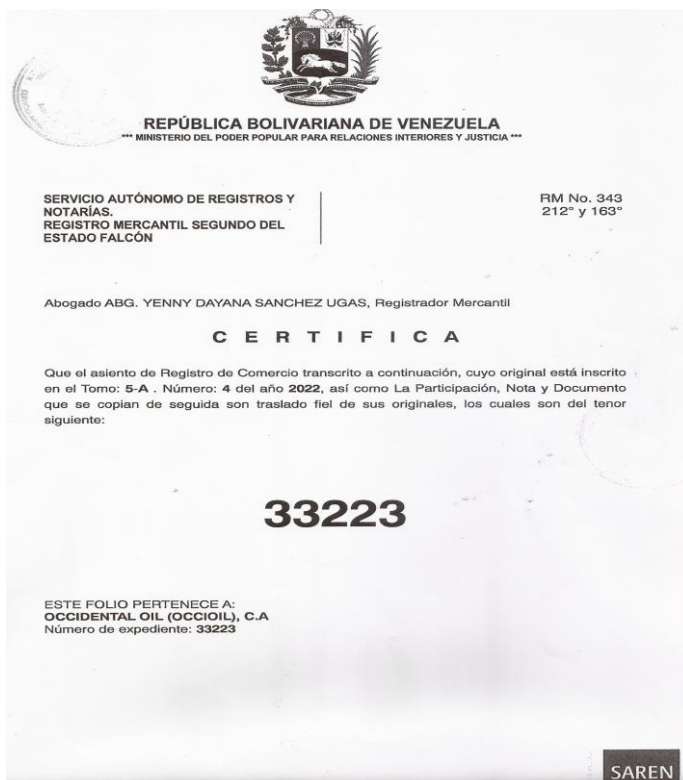 REPÚBLICA BOLIVARIANA DE VENEZUELA
*** MINISTERIO DEL PODER POPULAR PARA RELACIONES INTERIORES Y JUSTICIA ***
SERVICIO AUTÓNOMO DE REGISTROS Y
NOTARÍAS.
REGISTRO MERCANTIL SEGUNDO DEL
ESTADO FALCÓN
RM No. 343
212° y 163°
Abogado ABG. YENNY DAYANA SANCHEZ UGAS, Registrador Mercantil
C E R T I F I C A
Que el asiento de Registro de Comercio transcrito a continuación, cuyo original está inscrito
en el Tomo: 5-A . Número: 4 del año 2022, así como La Participación, Nota y Documento
que se copian de seguida son traslado fiel de sus originales, los cuales son del tenor
siguiente:
33223
ESTE FOLIO PERTENECE A:
OCCIDENTAL OIL (OCCIOIL), C.A
Número de expediente: 33223
SAREN